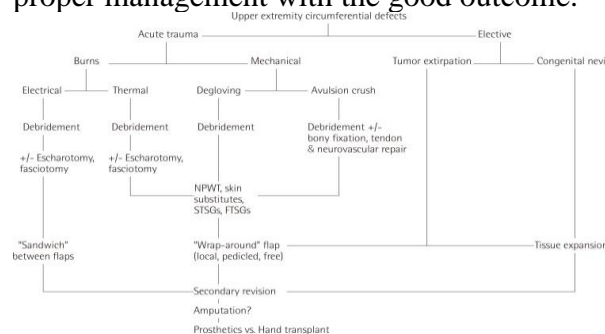 proper management with the good outcome.
Upper extremity circumferential defects
Acute trauma
Elective
Burns
Mechanical
Tumor extirpation
Congenital nevi
Electrical
Thermal
Degloving
Avulsion crush
Debridement
Debridement
Debridement
Debridement +/-
bony fixation, tendon
& neurovascular repair
+/- Escharotomy,
fasciotomy
+/- Escharotomy,
fasciotomy
NPWT, skin
substitutes,
STSGs, FTSGs
"Sandwich"
between flaps
"Wrap-around" flap
(local, pedicled, free)
Tissue expansion
Secondary revision
Amputation?
Prosthetics vs. Hand transplant